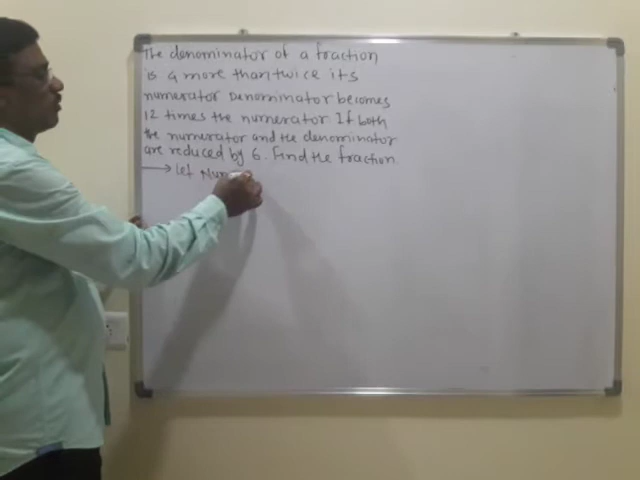 The denominator of a fraction
is 4 more than twice its
numerator Denominator becomes
12 times the numerator If both
the numerator and the denominator
are reduced by 6. Find the fraction.
→ Let Num